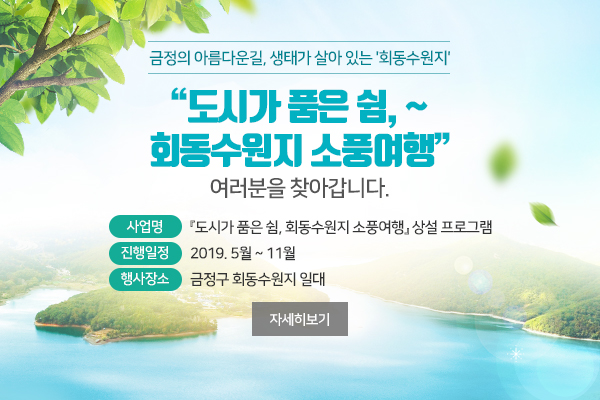 금정의 아름다운길, 생태가 살아 있는 '회동수원지'
“도시가 품은 쉼, ~
회동수원지 소풍여행”
여러분을 찾아갑니다.
사업명 『도시가 품은 쉼, 회동수원지 소풍여행』 상설 프로그램
진행일정 2019. 5월 ~ 11월
행사장소 금정구 회동수원지 일대
자세히보기